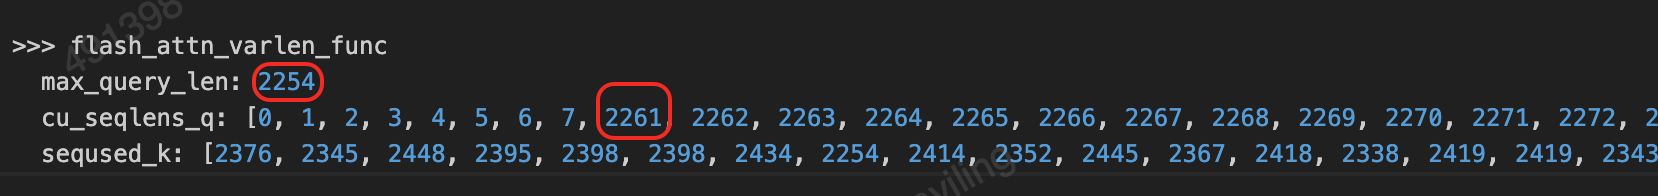 >>> flash_attn_varlen_func
max_query_len: 2254
cu_seqlens_q: [0, 1, 2, 3, 4, 5, 6, 7, 2261, 2262, 2263, 2264, 2265, 2266, 2267, 2268, 2269, 2270, 2271, 2272, 2
seqused_k: [2376, 2345, 2448, 2395, 2398, 2398, 2434, 2254, 2414, 2352, 2445, 2367, 2418, 2338, 2419, 2419, 2343
491398